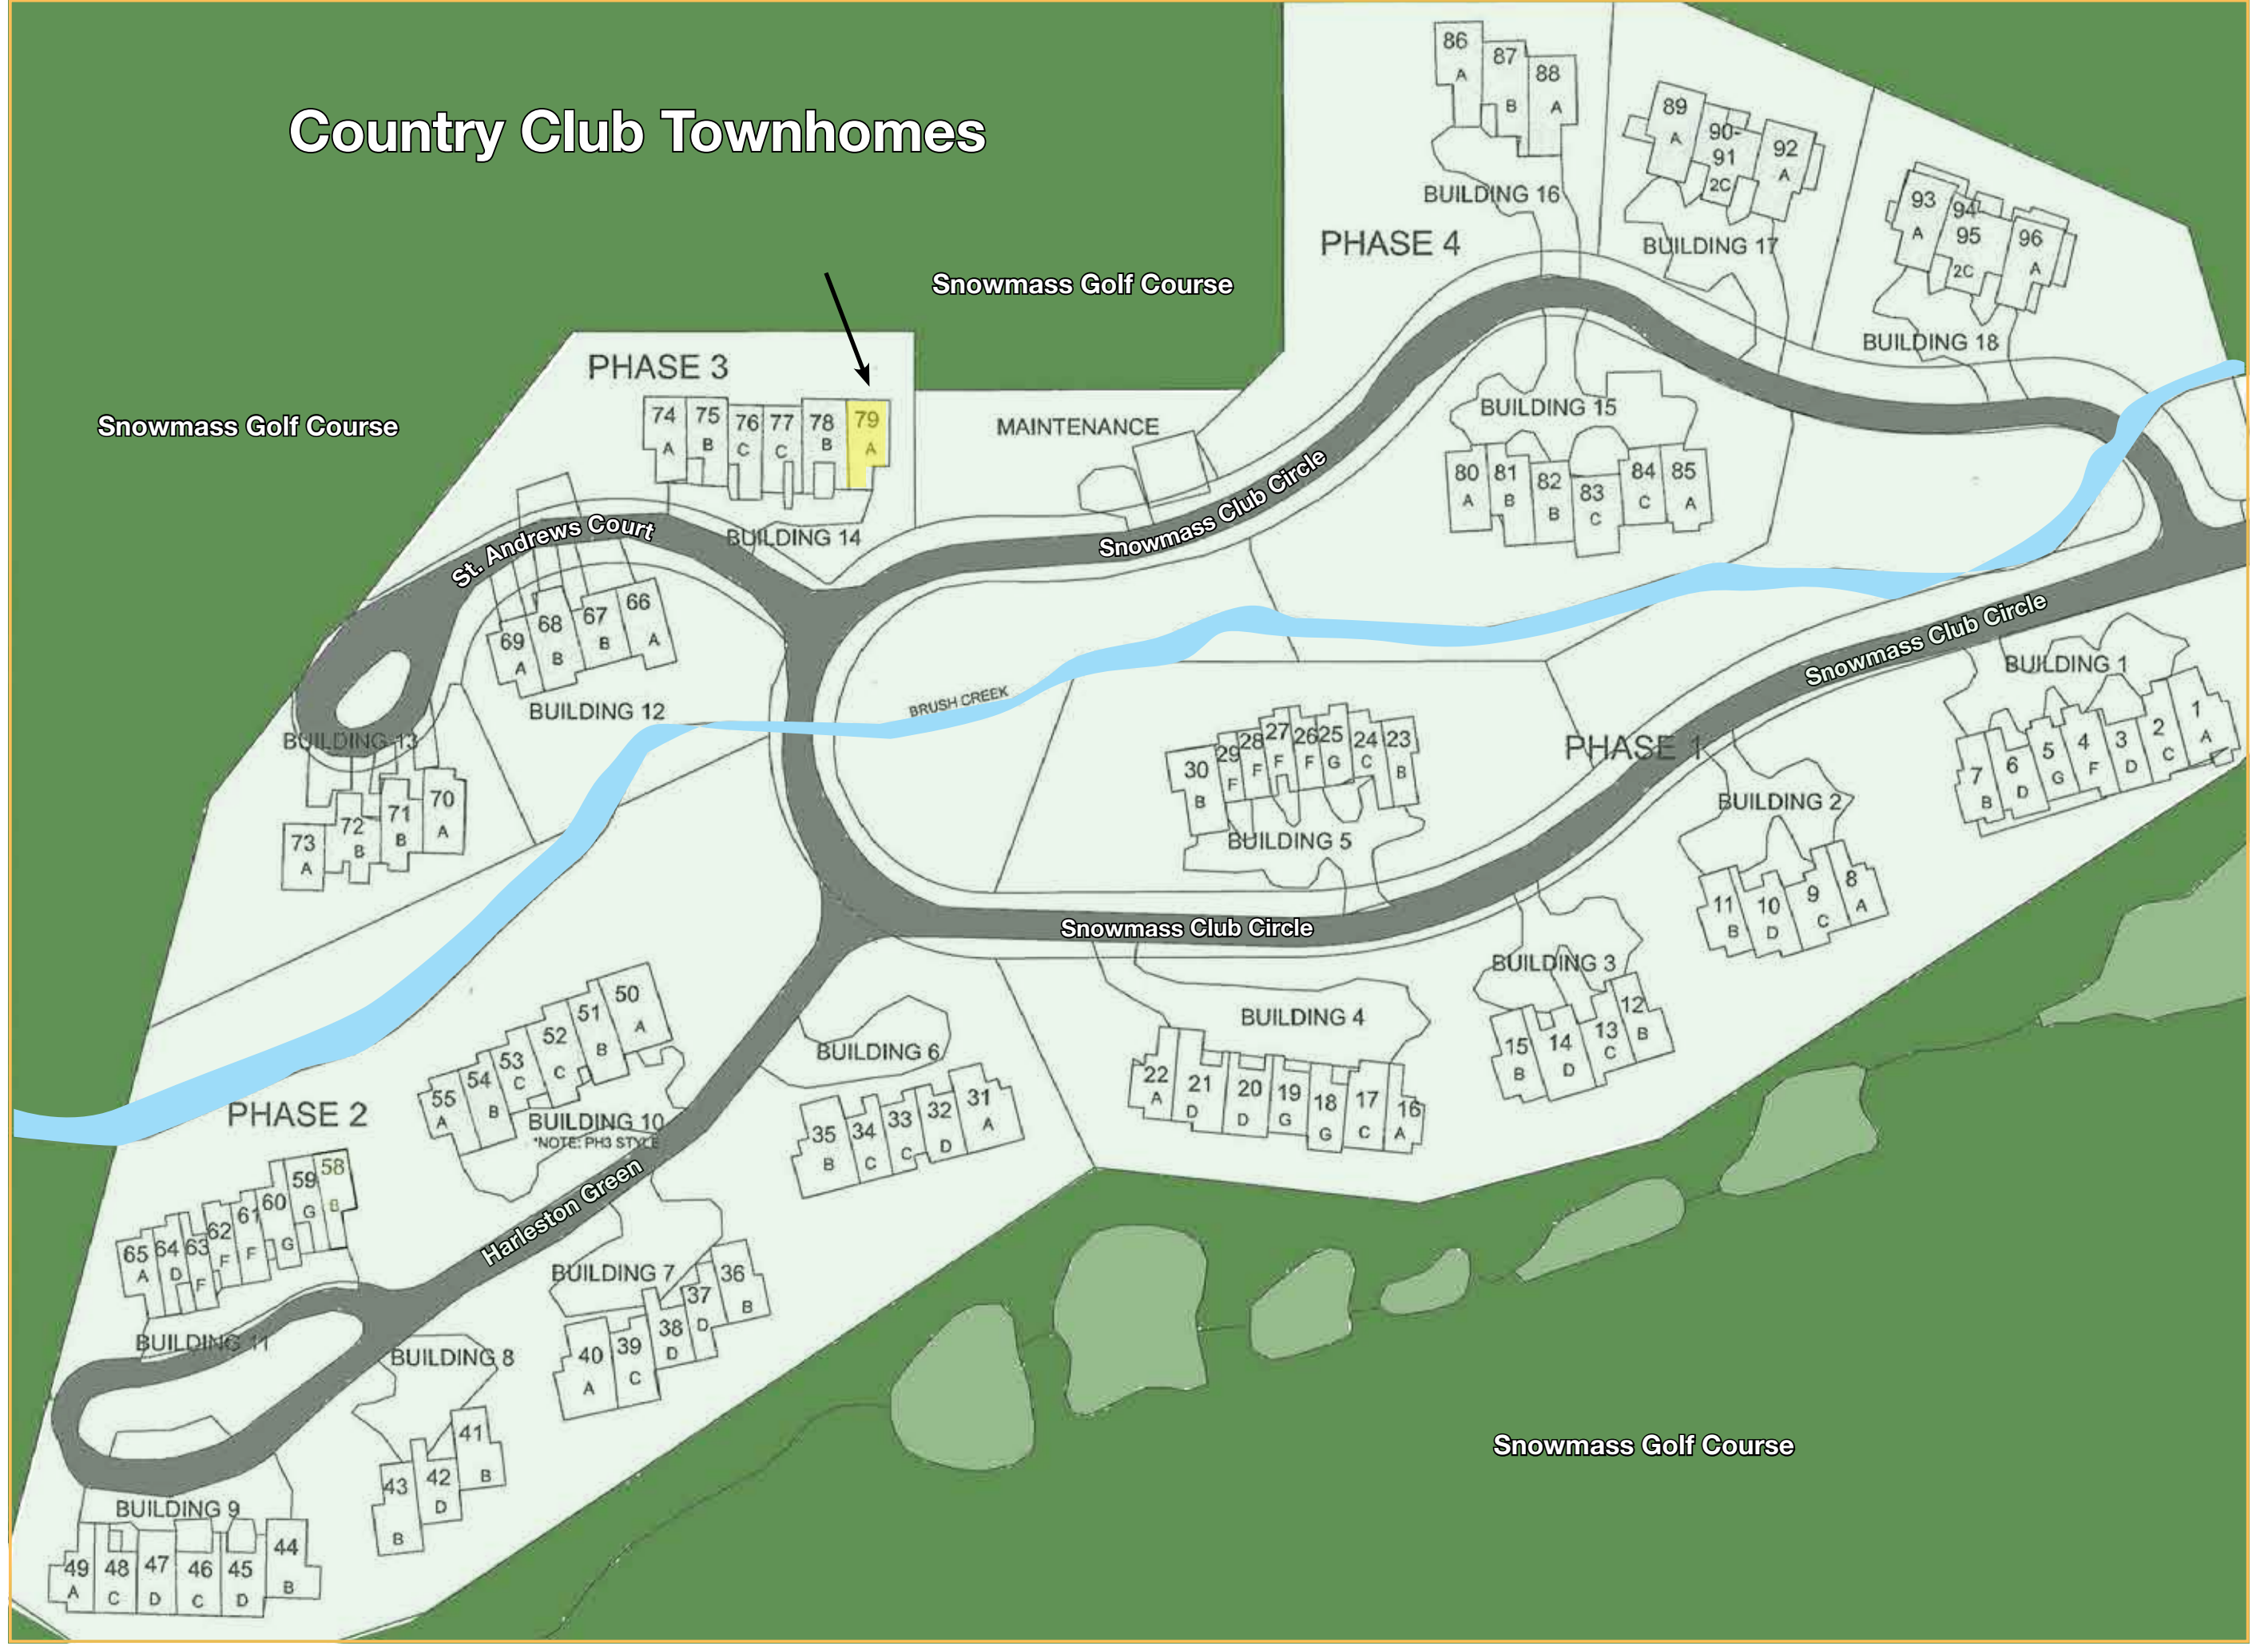 Country Club Townhomes
Snowmass Golf Course
Snowmass Golf Course
PHASE 4
86
A
87
B
88
A
BUILDING 16
89
A
90-
91
2C
92
A
BUILDING 17
93
A
94-
95
2C
96
A
BUILDING 18
PHASE 3
74
A
75
B
76
C
77
C
78
B
79
A
BUILDING 14
MAINTENANCE
BUILDING 15
80
A
81
B
82
B
83
C
84
C
85
A
St. Andrews Court
Snowmass Club Circle
69
A
68
B
67
B
66
A
BUILDING 12
BRUSH CREEK
BUILDING 13
73
A
72
B
71
B
70
A
Snowmass Club Circle
BUILDING 1
7
B
6
D
5
G
4
F
3
D
2
C
1
A
PHASE 1
30
B
29
F
28
F
27
F
26
F
25
G
24
C
23
B
BUILDING 5
BUILDING 2
11
B
10
D
9
C
8
A
Snowmass Club Circle
BUILDING 3
15
B
14
D
13
C
12
B
BUILDING 4
22
A
21
D
20
D
19
G
18
G
17
C
16
A
BUILDING 6
35
B
34
C
33
C
32
D
31
A
PHASE 2
55
A
54
B
53
C
52
C
51
B
50
A
BUILDING 10
*NOTE: PH3 STYLE
Harleston Green
65
A
64
D
63
F
62
F
61
F
60
G
59
G
58
B
BUILDING 11
BUILDING 7
40
A
39
C
38
D
37
D
36
B
BUILDING 8
43
B
42
D
41
B
BUILDING 9
49
A
48
C
47
D
46
C
45
D
44
B
Snowmass Golf Course